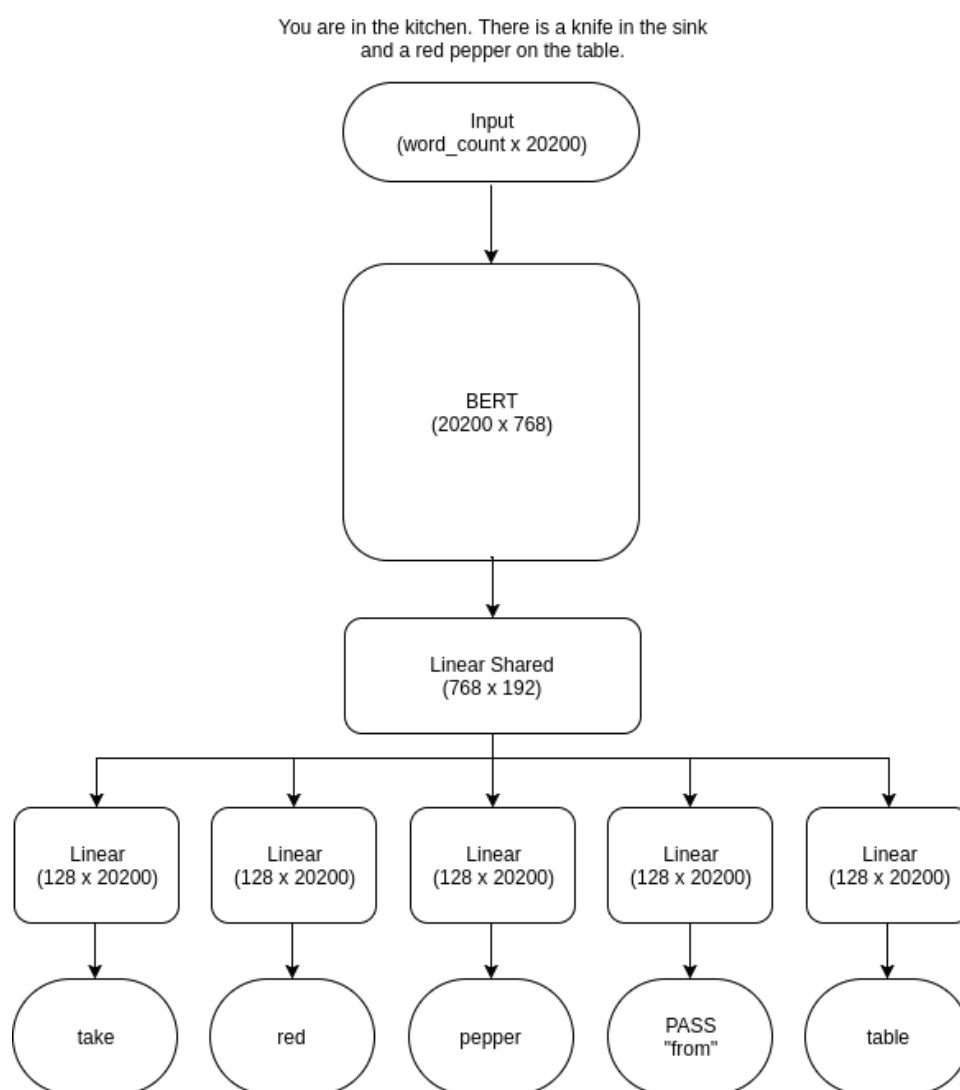 You are in the kitchen. There is a knife in the sink
and a red pepper on the table.
Input
(word_count x 20200)
BERT
(20200 x 768)
Linear Shared
(768 x 192)
Linear
(128 x 20200)
Linear
(128 x 20200)
Linear
(128 x 20200)
Linear
(128 x 20200)
Linear
(128 x 20200)
take
red
pepper
PASS
"from"
table